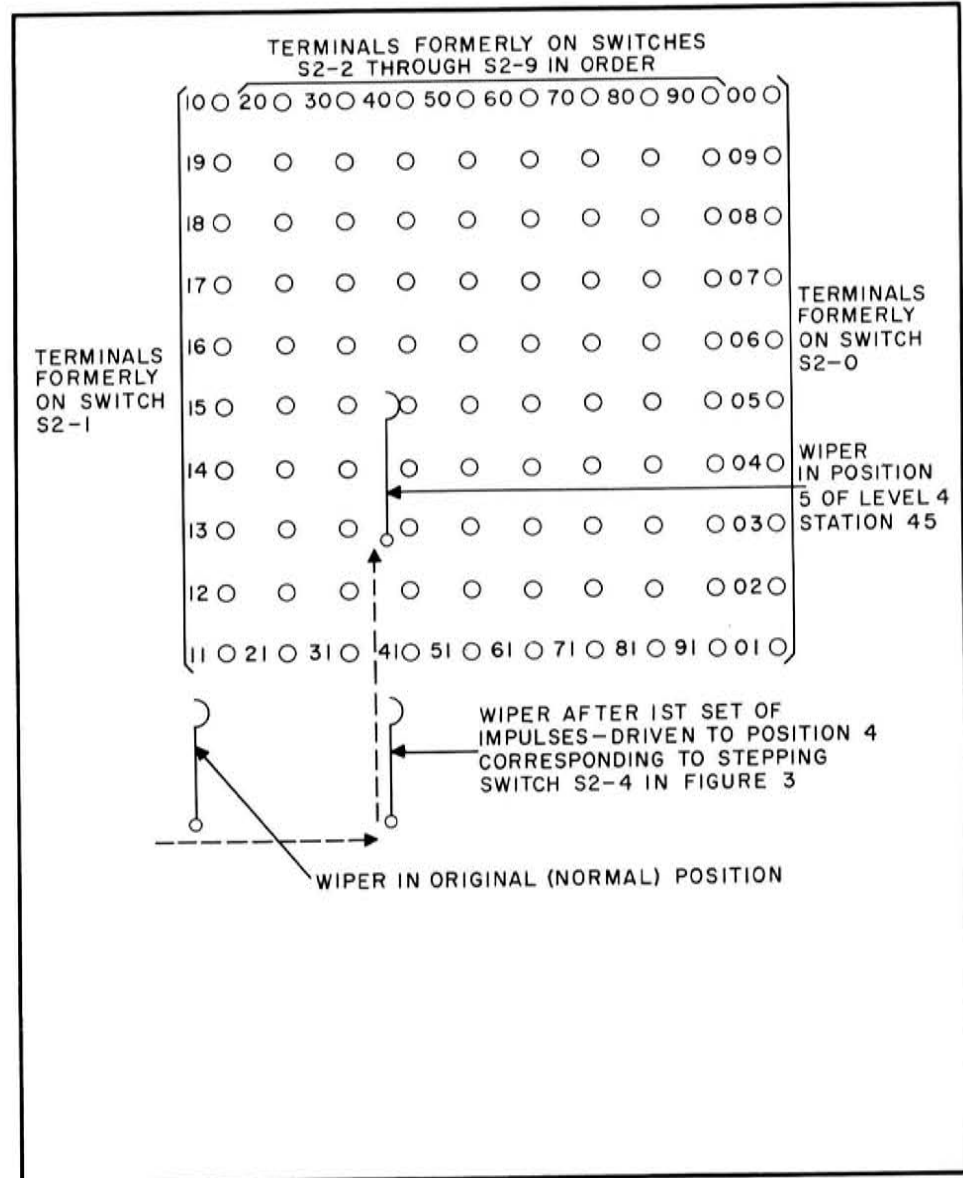 TERMINALS FORMERLY ON SWITCHES
S2-2 THROUGH S2-9 IN ORDER
10 20 30 40 50 60 70 80 90 00
19 09
18 08
17 07
TERMINALS
FORMERLY
ON SWITCH
S2-0
16 06
TERMINALS
FORMERLY
ON SWITCH
S2-1
15 05
14 04
WIPER
IN POSITION
5 OF LEVEL 4
STATION 45
13 03
12 02
11 21 31 41 51 61 71 81 91 01
WIPER AFTER 1ST SET OF
IMPULSES–DRIVEN TO POSITION 4
CORRESPONDING TO STEPPING
SWITCH S2-4 IN FIGURE 3
WIPER IN ORIGINAL (NORMAL) POSITION